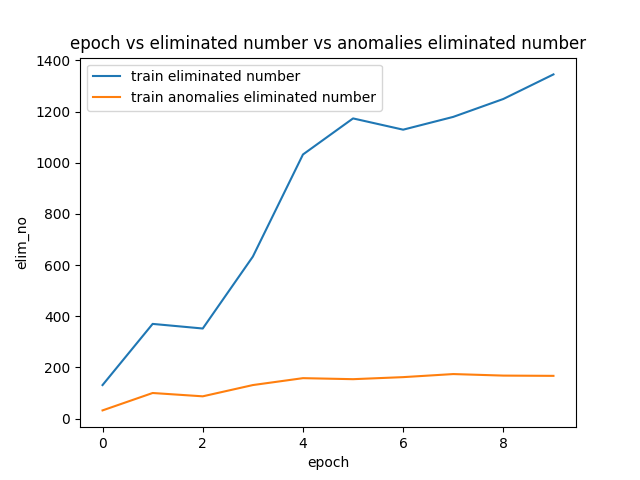 epoch vs eliminated number vs anomalies eliminated number
train eliminated number
train anomalies eliminated number
1400
1200
1000
800
600
400
200
0
elim_no
0 2 4 6 8
epoch